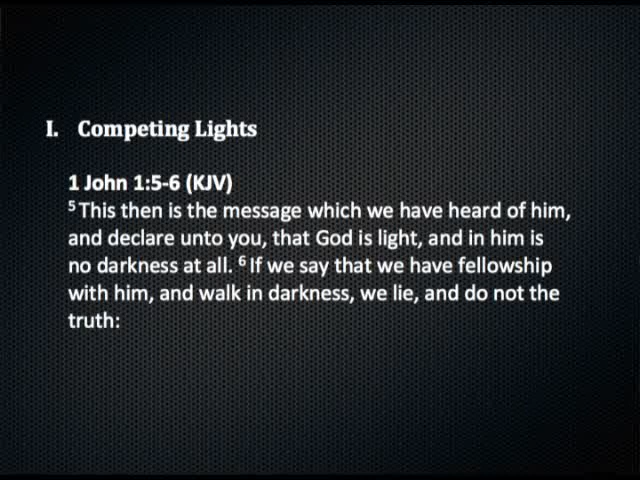 I. Competing Lights
1 John 1:5-6 (KJV)
5 This then is the message which we have heard of him,
and declare unto you, that God is light, and in him is
no darkness at all. 6 If we say that we have fellowship
with him, and walk in darkness, we lie, and do not the
truth: